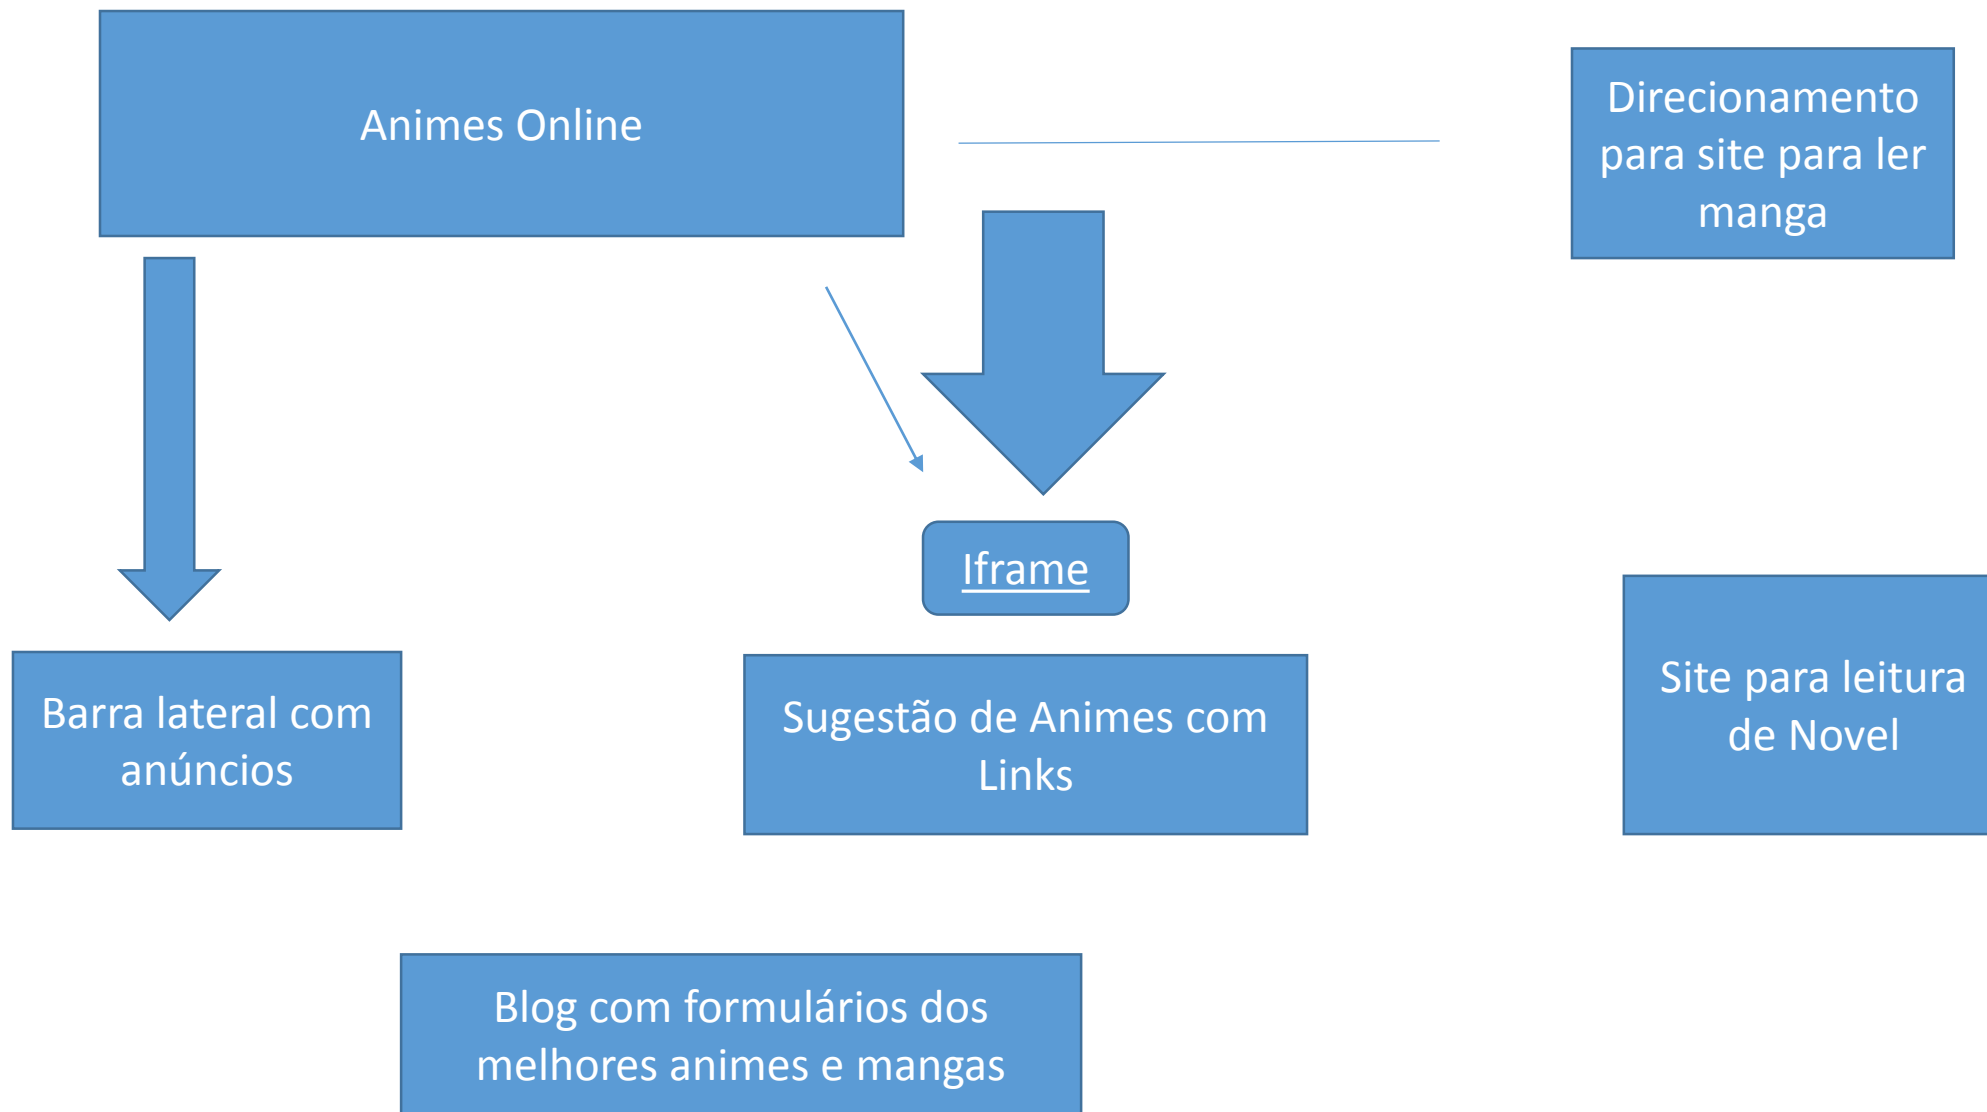 Animes Online
Direcionamento
para site para ler
manga
Iframe
Barra lateral com
anúncios
Sugestão de Animes com
Links
Site para leitura
de Novel
Blog com formulários dos
melhores animes e mangas